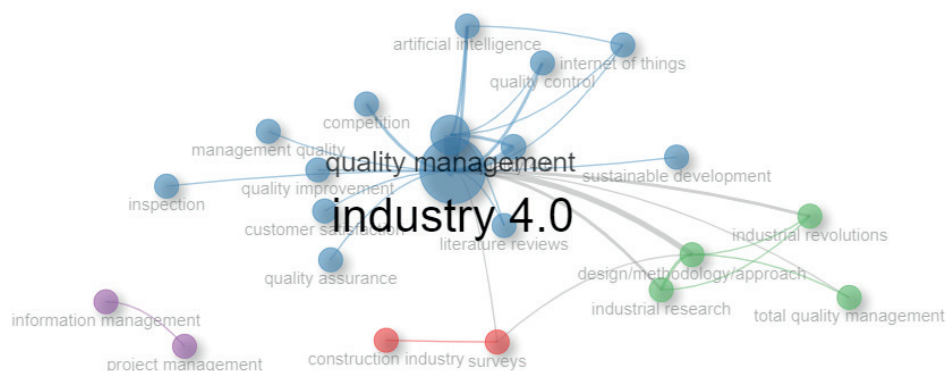 artificial intelligence
internet of things
quality control
competition
management quality
quality management
quality improvement
sustainable development
inspection
industry 4.0
customer satisfaction
literature reviews
industrial revolutions
quality assurance
design/methodology/approach
industrial research
total quality management
information management
project management
construction industry
surveys